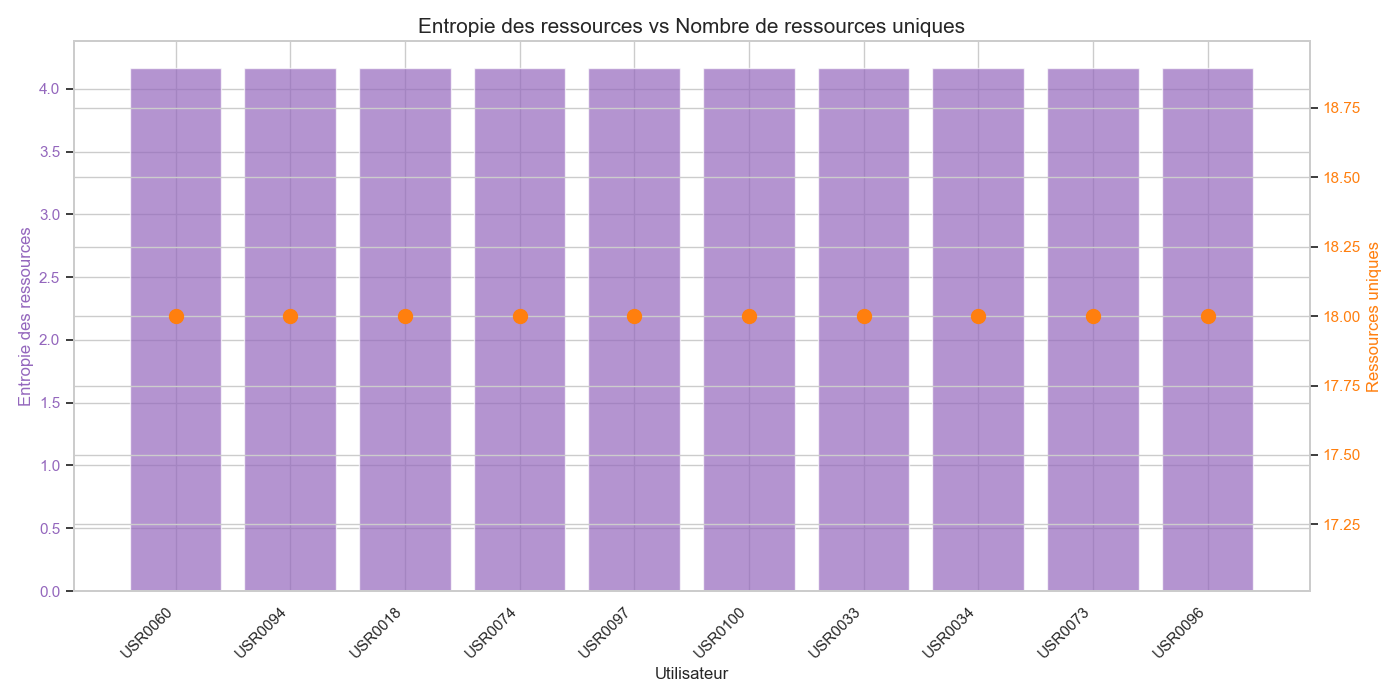 Entropie des ressources vs Nombre de ressources uniques
Entropie des ressources
4.0
3.5
3.0
2.5
2.0
1.5
1.0
0.5
0.0
18.75
18.50
18.25
18.00
17.75
17.50
17.25
Ressources uniques
USR0060
USR0094
USR0018
USR0074
USR0097
USR0100
USR0033
USR0034
USR0073
USR0096
Utilisateur